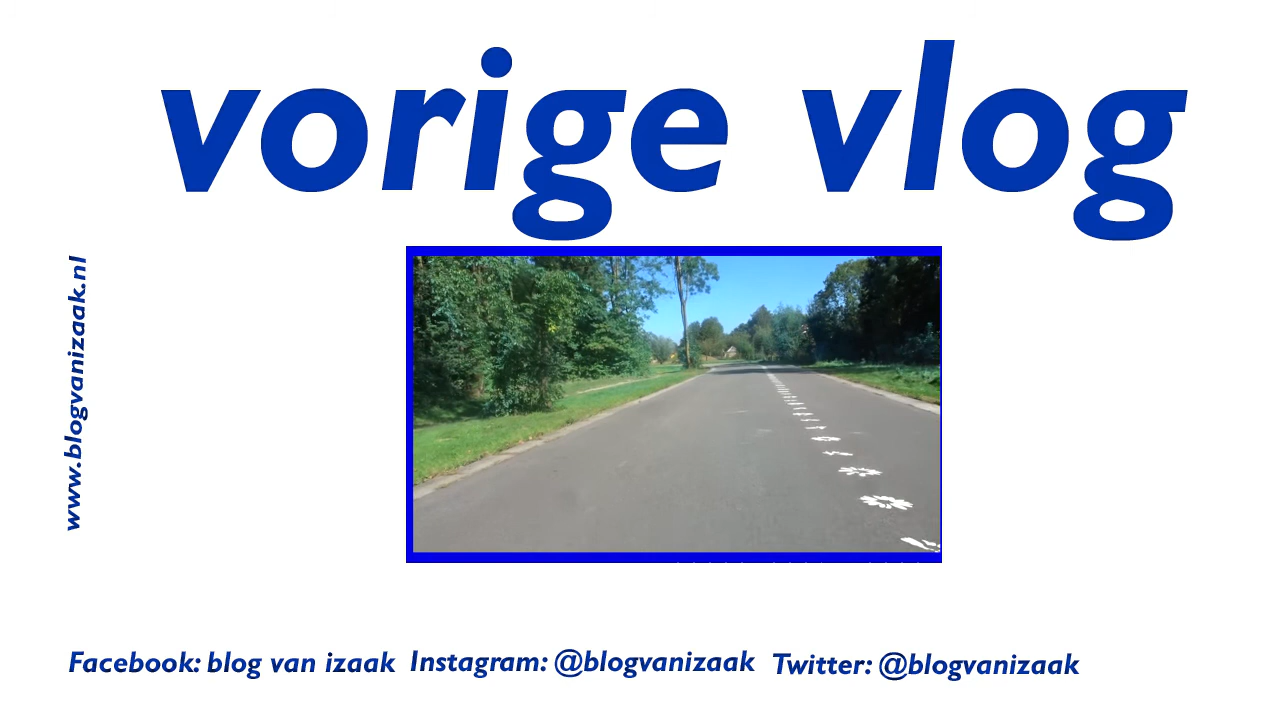 vorige vlog
www.blogvanizaak.nl
Facebook: blog van izaak
Instagram: @blogvanizaak
Twitter: @blogvanizaak